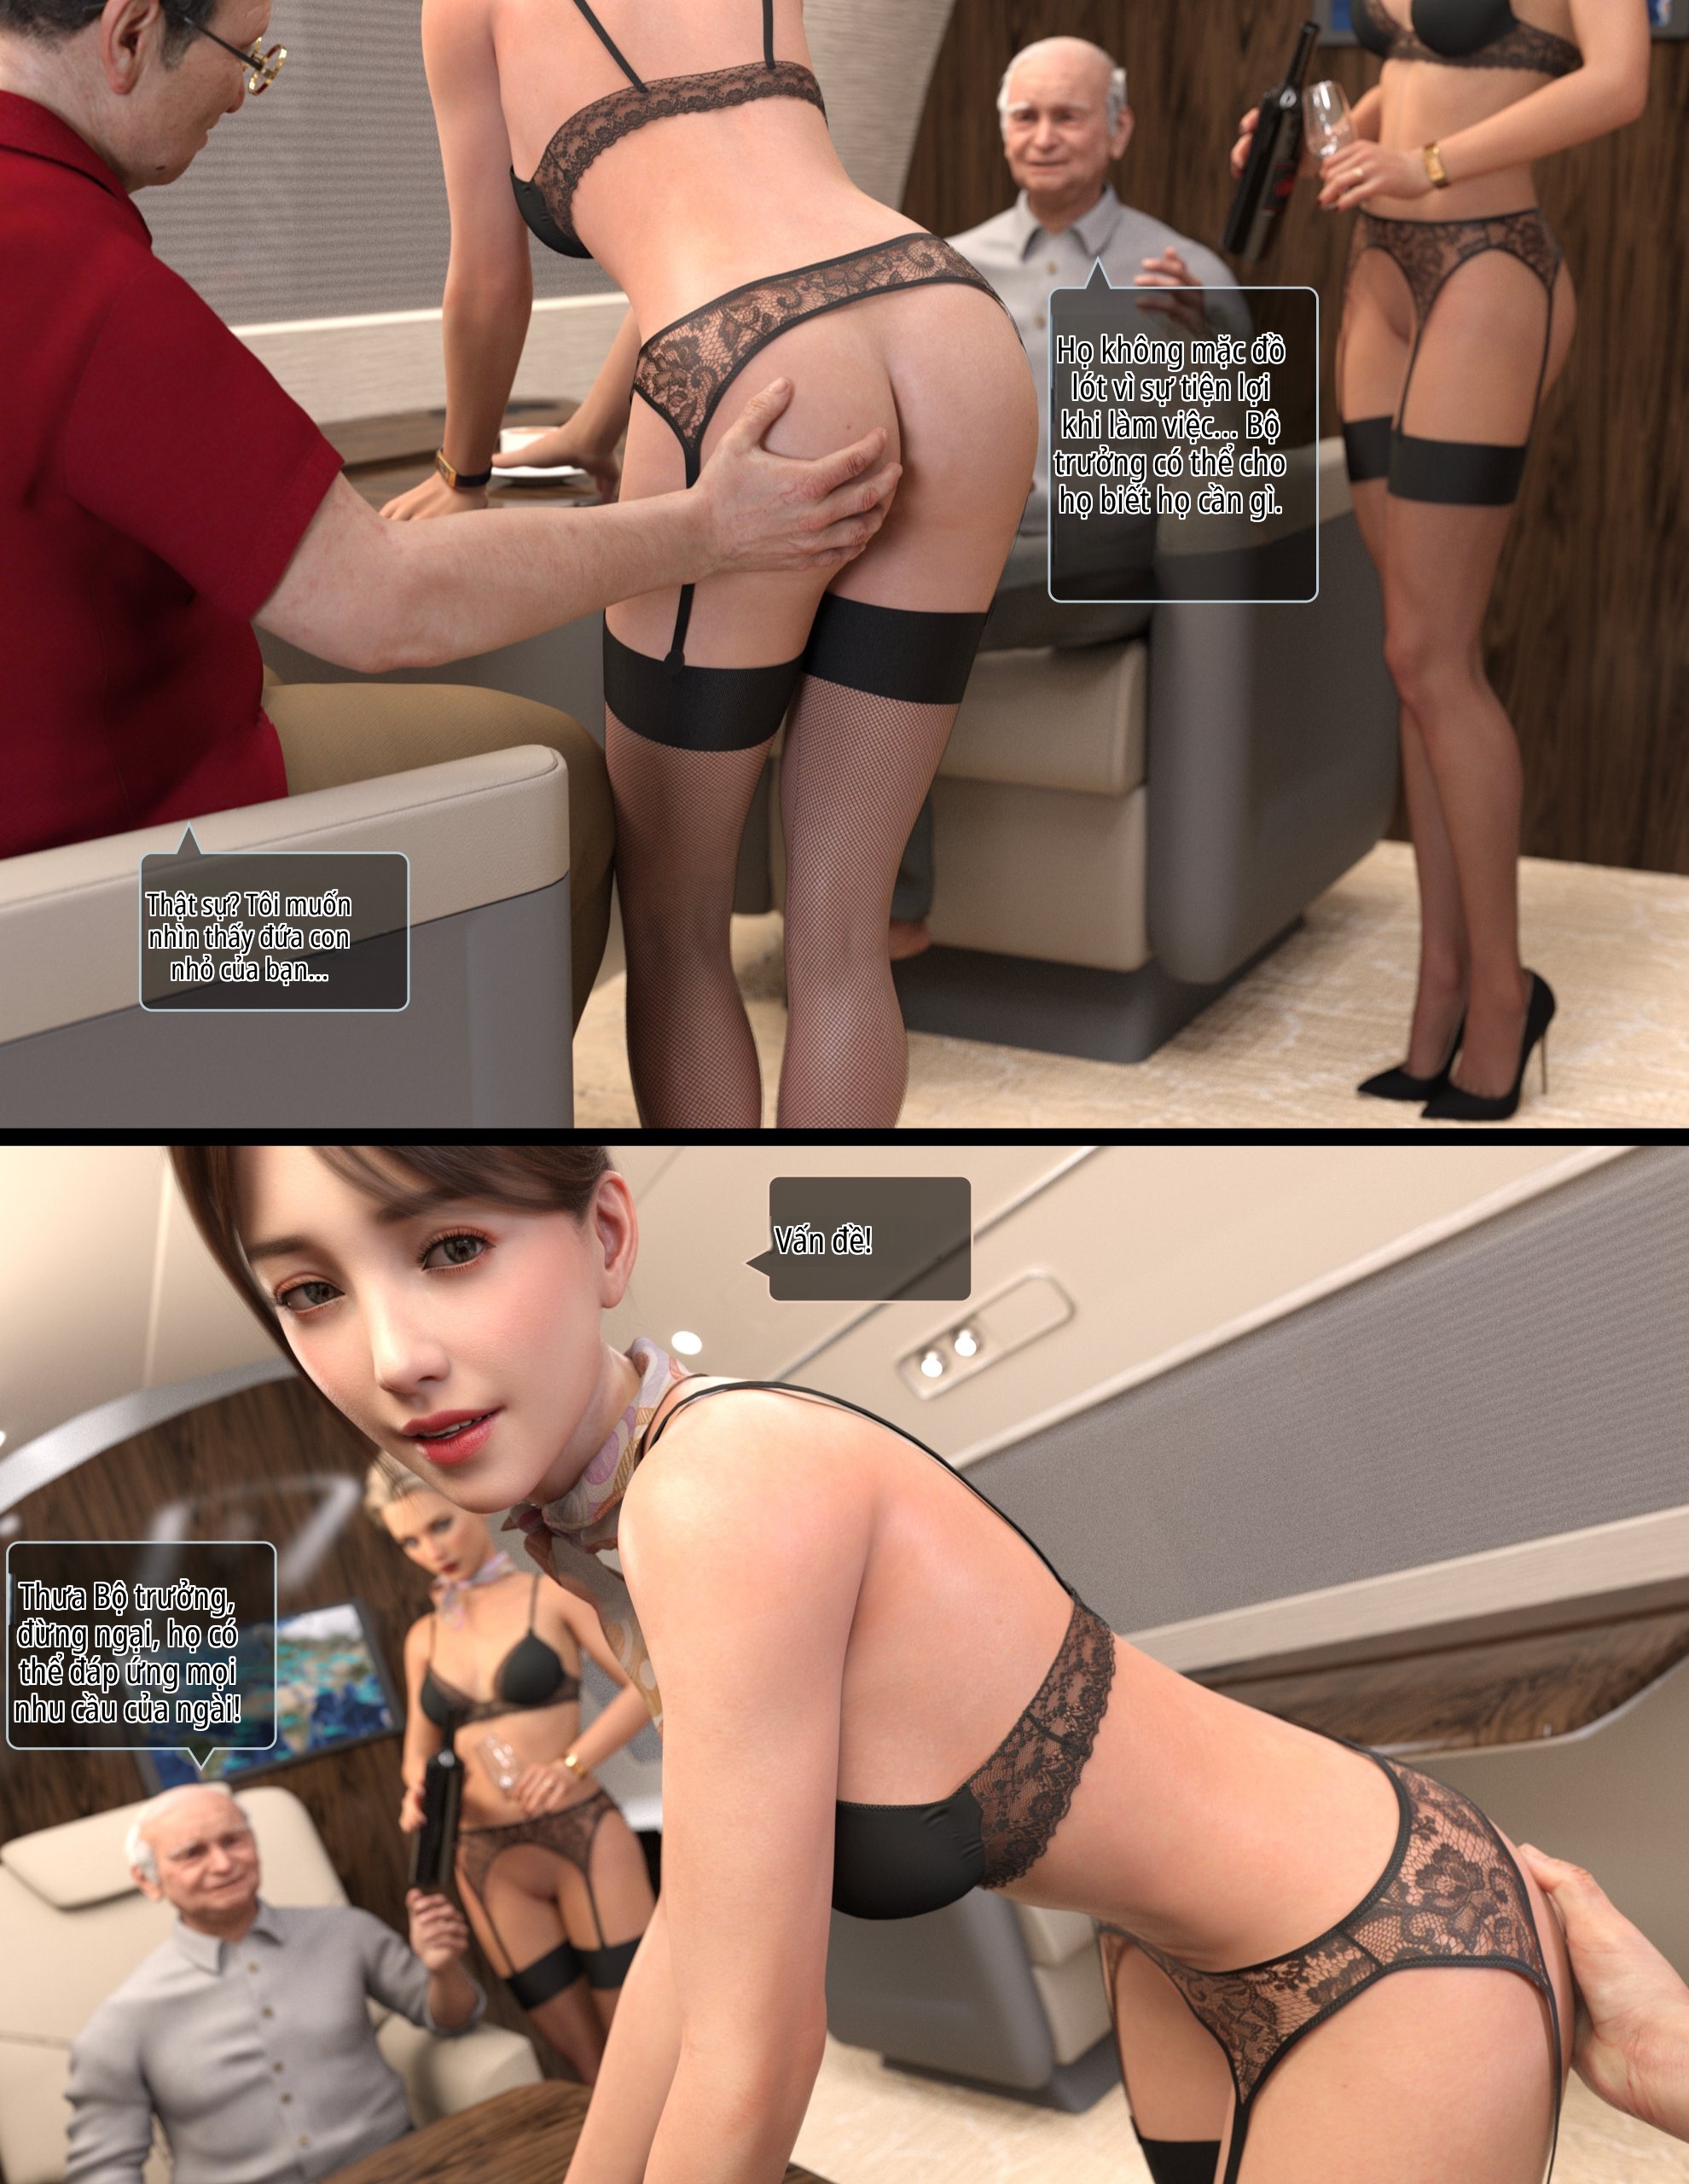 Họ không mặc đồ
lót vì sự tiện lợi
khi làm việc... Bộ
trưởng có thể cho
họ biết họ cần gì.
Thật sự? Tôi muốn
nhìn thấy đứa con
nhỏ của bạn...
Vấn đề!
Thưa Bộ trưởng,
đừng ngại, họ có
thể đáp ứng mọi
nhu cầu của ngài!